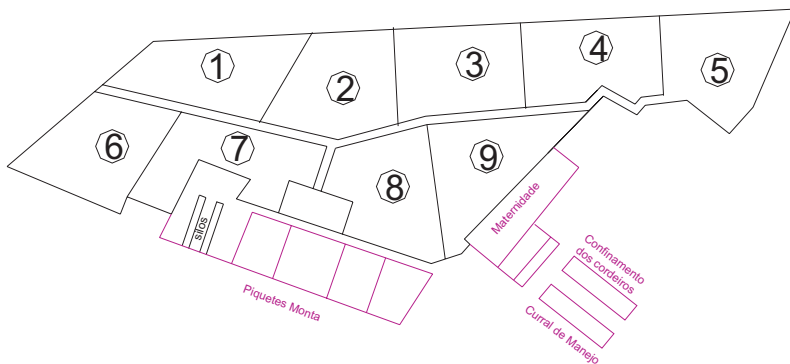 1
2
3
4
5
6
7
8
9
silos
Maternidade
Piquetes Monta
Confinamento
dos cordeiros
Curral de Manejo